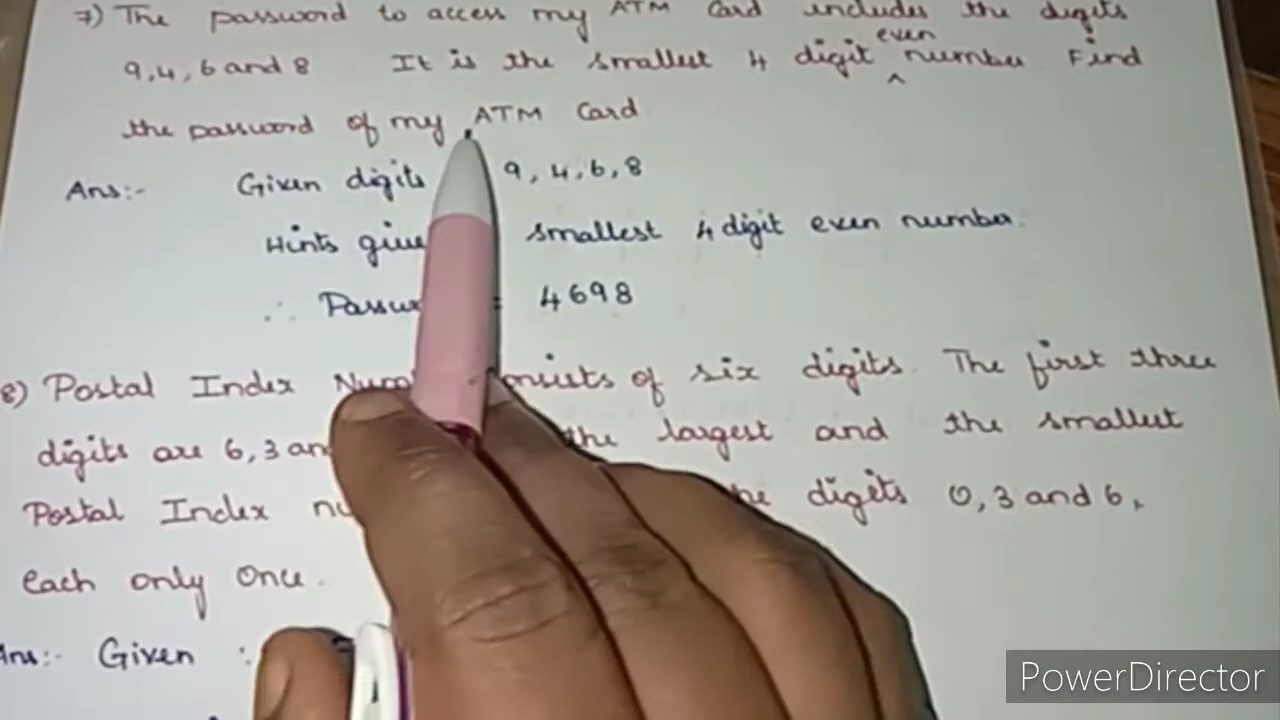 7) The password to access my ATM Card includes the digits
9,4,6 and 8 It is the smallest 4 digit even number Find
the password of my ATM Card
Ans:- Given digits 9, 4, 6, 8
Hints smallest 4 digit even number.
∴ = 4698
8) Postal Index of six digits. The first three
digits are 6, 3 the largest and the smallest
Postal Index digits 0, 3 and 6,
each only once.
Ans:- Given :
PowerDirector